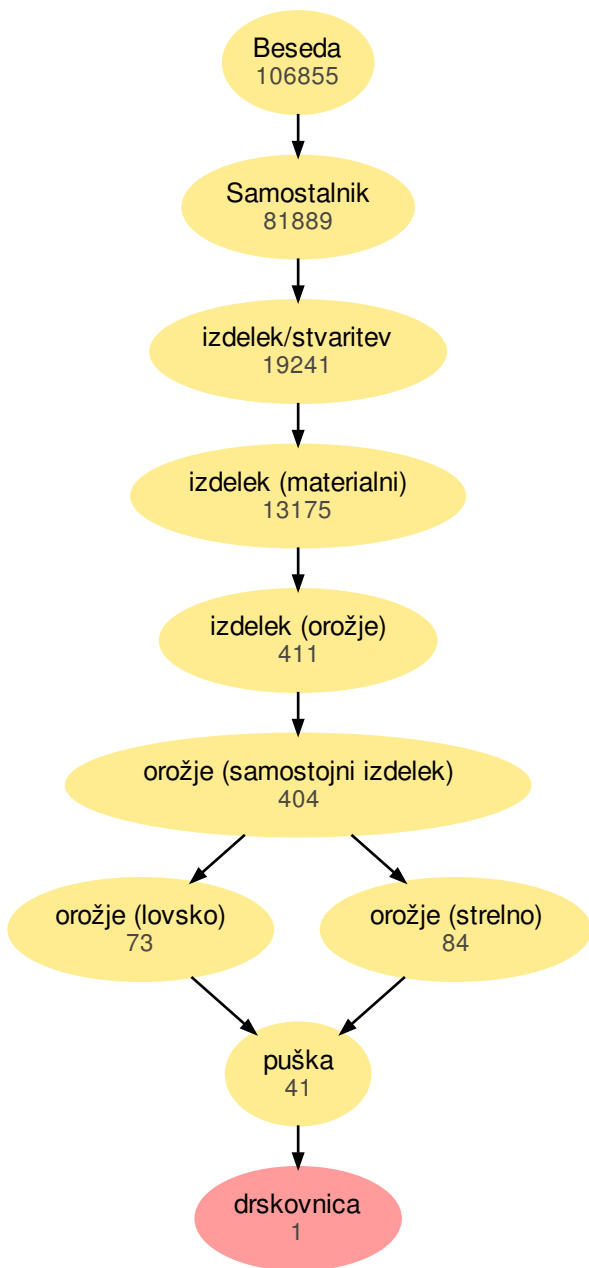 Beseda
106855
Samostalnik
81889
izdelek/stvaritev
19241
izdelek (materialni)
13175
izdelek (orožje)
411
orožje (samostojni izdelek)
404
orožje (lovsko)
73
orožje (strelno)
84
puška
41
drskovnica
1